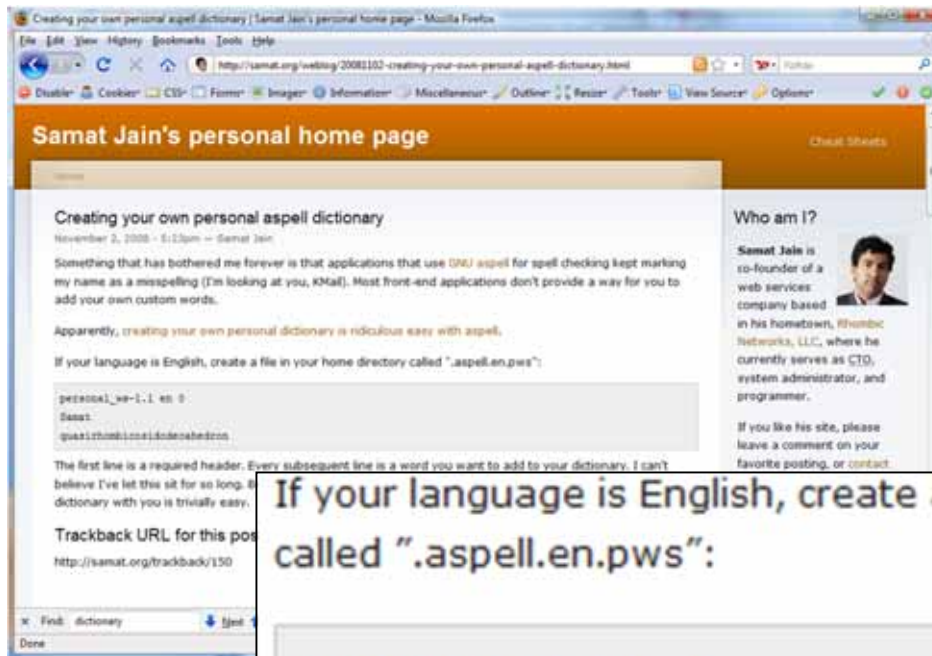 Creating your own personal aspell dictionary | Samat Jain's personal home page - Mozilla Firefox
File Edit View History Bookmarks Tools Help
http://samat.org/weblog/20081102-creating-your-own-personal-aspell-dictionary.html
Disable Cookies CSS Forms Images Information Miscellaneous Outline Resize Tools View Source Options
Samat Jain's personal home page
Cheat Sheets
Home
Creating your own personal aspell dictionary
November 2, 2008 - 5:23pm — Samat Jain
Something that has bothered me forever is that applications that use GNU aspell for spell checking kept marking
my name as a misspelling (I'm looking at you, KMail). Most front-end applications don't provide a way for you to
add your own custom words.
Apparently, creating your own personal dictionary is ridiculous easy with aspell.
If your language is English, create a file in your home directory called ".aspell.en.pws":
personal_ws-1.1 en 0
Samat
quasirhombicosidodecahedron
The first line is a required header. Every subsequent line is a word you want to add to your dictionary. I can't
believe I've let this sit for so long.
dictionary with you is trivially easy.
Trackback URL for this pos
http://samat.org/trackback/150
Who am I?
Samat Jain is
co-founder of a
web services
company based
in his hometown, Rhombic
Networks, LLC, where he
currently serves as CTO,
system administrator, and
programmer.
If you like his site, please
leave a comment on your
favorite posting, or contact
If your language is English, create
called ".aspell.en.pws":
x Find: dictionary Next
Done